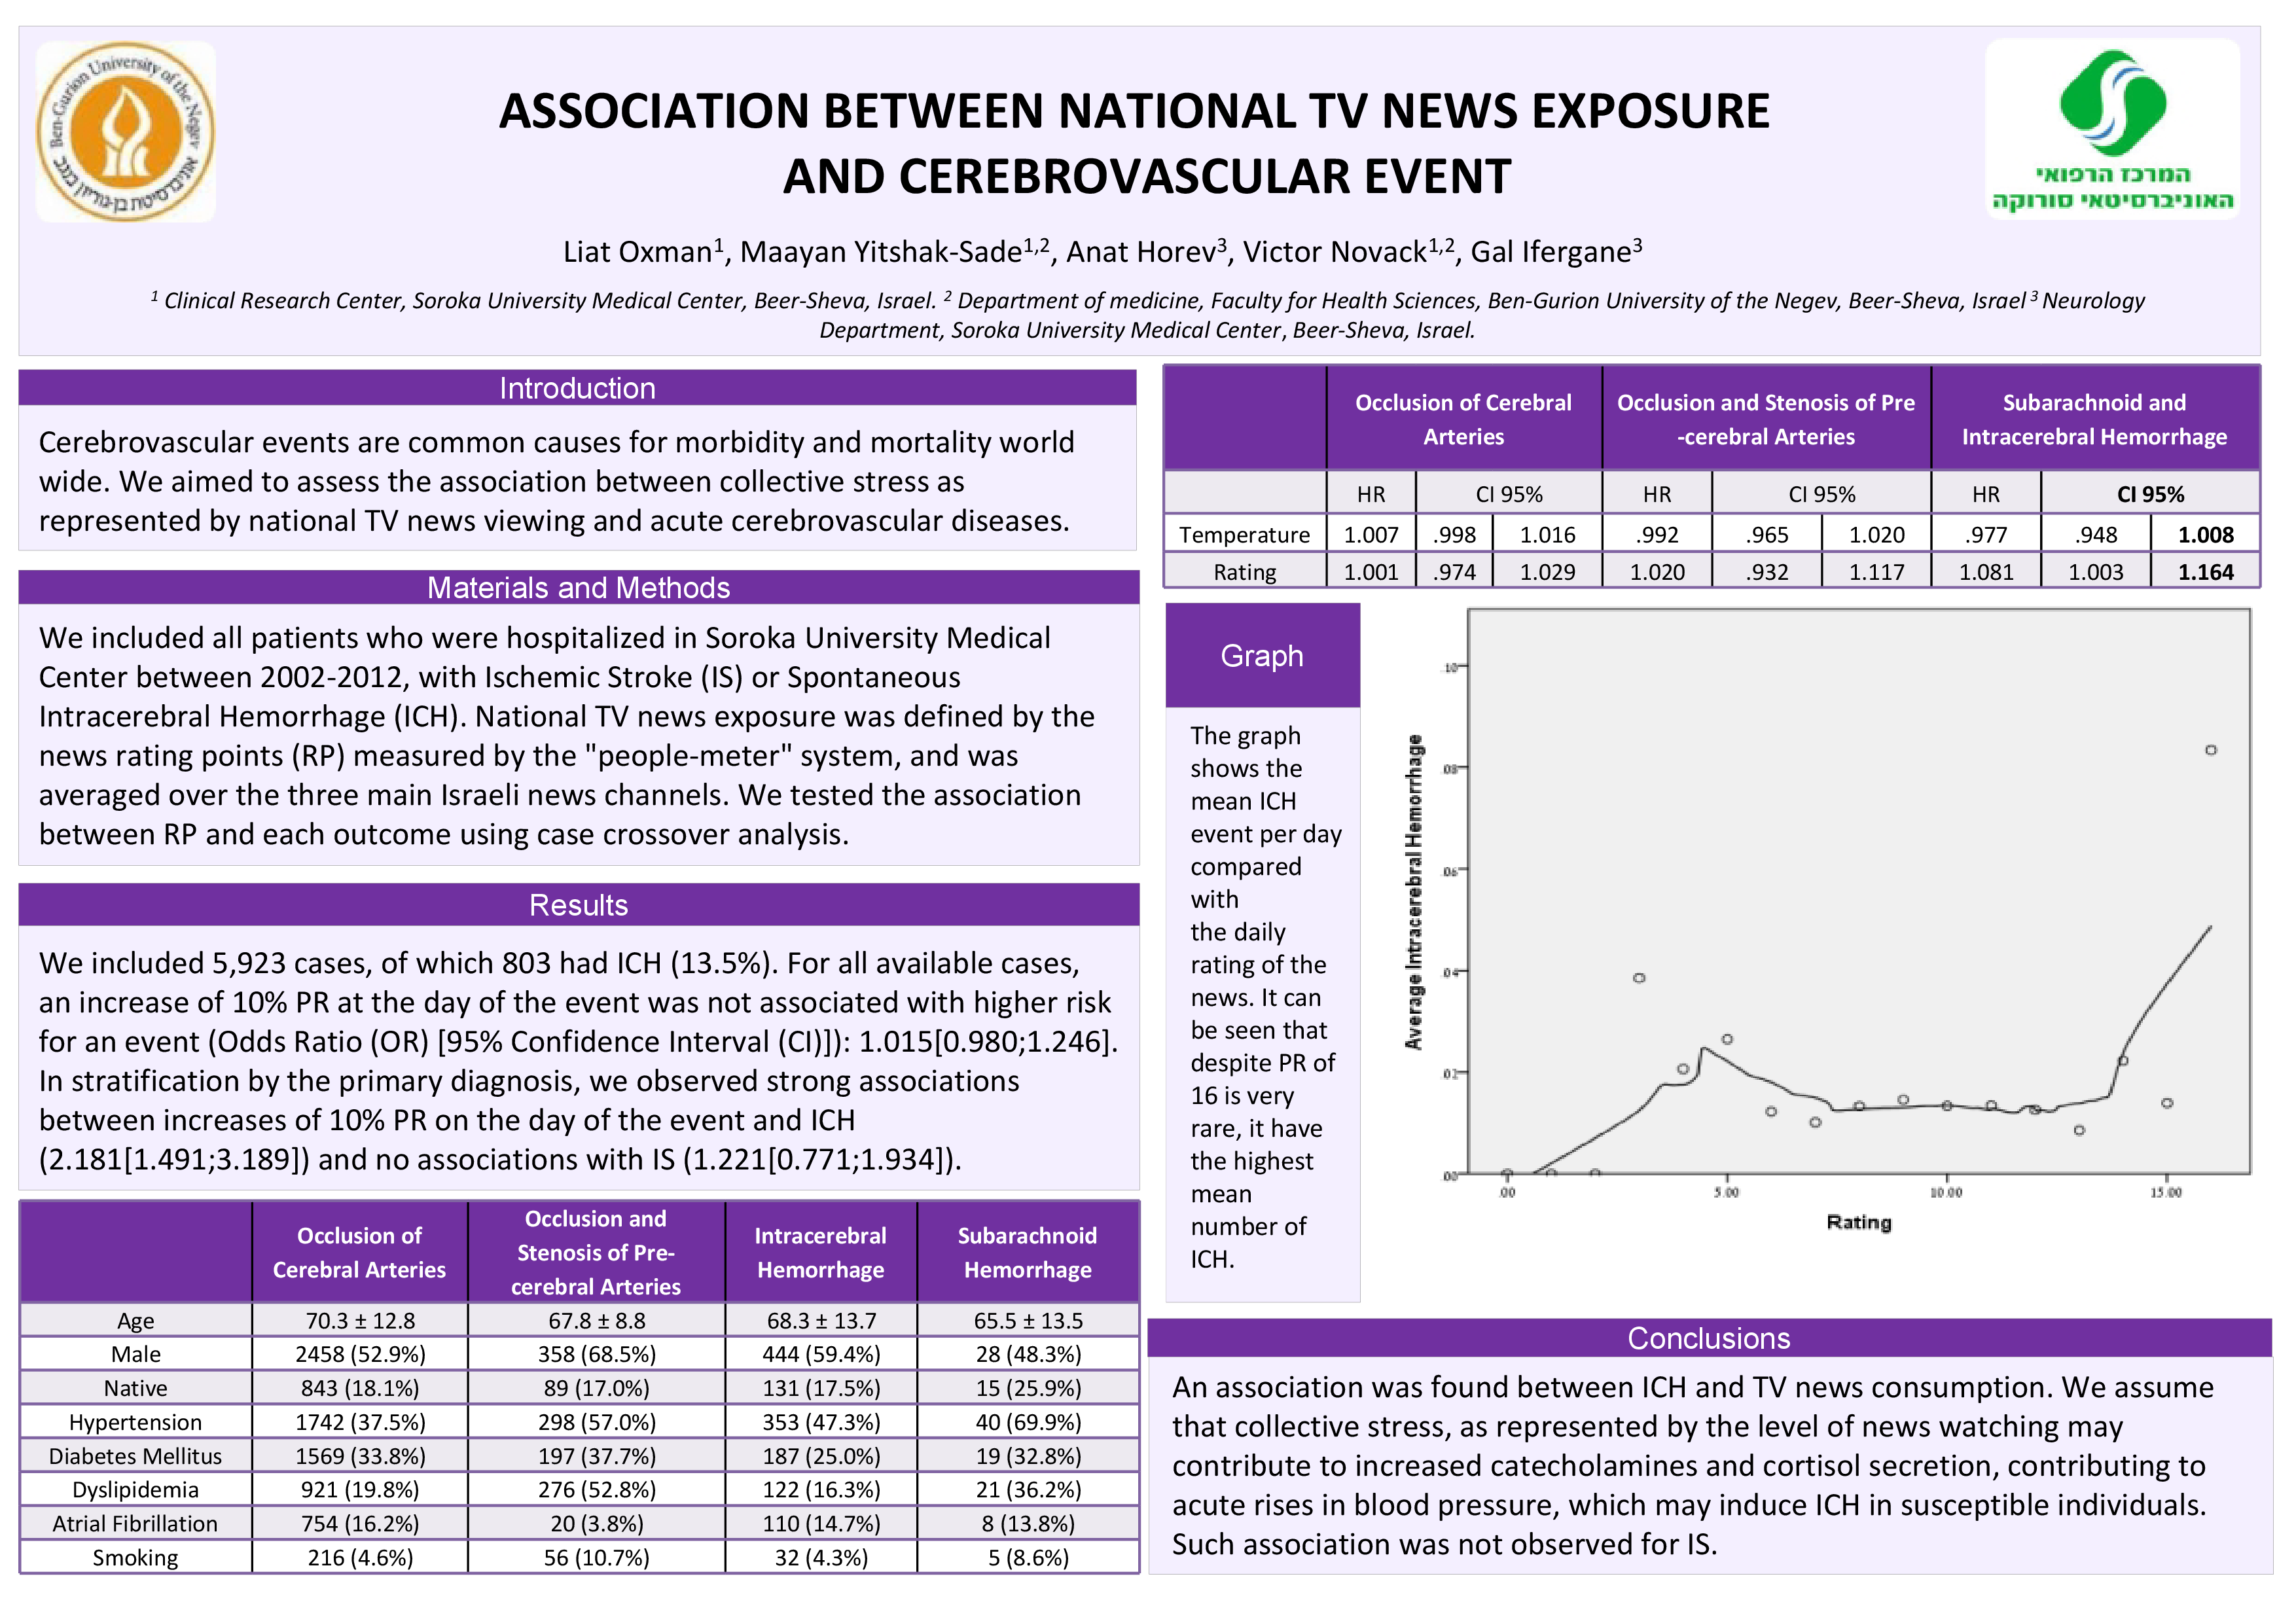 Ben-Gurion University of the Negev
אוניברסיטת בן-גוריון בנגב
ASSOCIATION BETWEEN NATIONAL TV NEWS EXPOSURE
AND CEREBROVASCULAR EVENT
המרכז הרפואי
האוניברסיטאי סורוקה
Liat Oxman1, Maayan Yitshak-Sade1,2, Anat Horev3, Victor Novack1,2, Gal Ifergane3
1 Clinical Research Center, Soroka University Medical Center, Beer-Sheva, Israel. 2 Department of medicine, Faculty for Health Sciences, Ben-Gurion University of the Negev, Beer-Sheva, Israel 3 Neurology
Department, Soroka University Medical Center, Beer-Sheva, Israel.
Introduction
Cerebrovascular events are common causes for morbidity and mortality world
wide. We aimed to assess the association between collective stress as
represented by national TV news viewing and acute cerebrovascular diseases.
Materials and Methods
We included all patients who were hospitalized in Soroka University Medical
Center between 2002-2012, with Ischemic Stroke (IS) or Spontaneous
Intracerebral Hemorrhage (ICH). National TV news exposure was defined by the
news rating points (RP) measured by the "people-meter" system, and was
averaged over the three main Israeli news channels. We tested the association
between RP and each outcome using case crossover analysis.
Results
We included 5,923 cases, of which 803 had ICH (13.5%). For all available cases,
an increase of 10% PR at the day of the event was not associated with higher risk
for an event (Odds Ratio (OR) [95% Confidence Interval (CI)]): 1.015[0.980;1.246].
In stratification by the primary diagnosis, we observed strong associations
between increases of 10% PR on the day of the event and ICH
(2.181[1.491;3.189]) and no associations with IS (1.221[0.771;1.934]).
Occlusion of
Cerebral Arteries
Occlusion and
Stenosis of Pre-
cerebral Arteries
Intracerebral
Hemorrhage
Subarachnoid
Hemorrhage
Age 70.3 ± 12.8 67.8 ± 8.8 68.3 ± 13.7 65.5 ± 13.5
Male 2458 (52.9%) 358 (68.5%) 444 (59.4%) 28 (48.3%)
Native 843 (18.1%) 89 (17.0%) 131 (17.5%) 15 (25.9%)
Hypertension 1742 (37.5%) 298 (57.0%) 353 (47.3%) 40 (69.9%)
Diabetes Mellitus 1569 (33.8%) 197 (37.7%) 187 (25.0%) 19 (32.8%)
Dyslipidemia 921 (19.8%) 276 (52.8%) 122 (16.3%) 21 (36.2%)
Atrial Fibrillation 754 (16.2%) 20 (3.8%) 110 (14.7%) 8 (13.8%)
Smoking 216 (4.6%) 56 (10.7%) 32 (4.3%) 5 (8.6%)
Occlusion of Cerebral
Arteries
Occlusion and Stenosis of Pre
-cerebral Arteries
Subarachnoid and
Intracerebral Hemorrhage
HR CI 95% HR CI 95% HR CI 95%
Temperature 1.007 .998 1.016 .992 .965 1.020 .977 .948 1.008
Rating 1.001 .974 1.029 1.020 .932 1.117 1.081 1.003 1.164
Graph
The graph
shows the
mean ICH
event per day
compared
with
the daily
rating of the
news. It can
be seen that
despite PR of
16 is very
rare, it have
the highest
mean
number of
ICH.
Average Intracerebral Hemorrhage
.10
.08
.06
.04
.02
.00
.00 5.00 10.00 15.00
Rating
Conclusions
An association was found between ICH and TV news consumption. We assume
that collective stress, as represented by the level of news watching may
contribute to increased catecholamines and cortisol secretion, contributing to
acute rises in blood pressure, which may induce ICH in susceptible individuals.
Such association was not observed for IS.